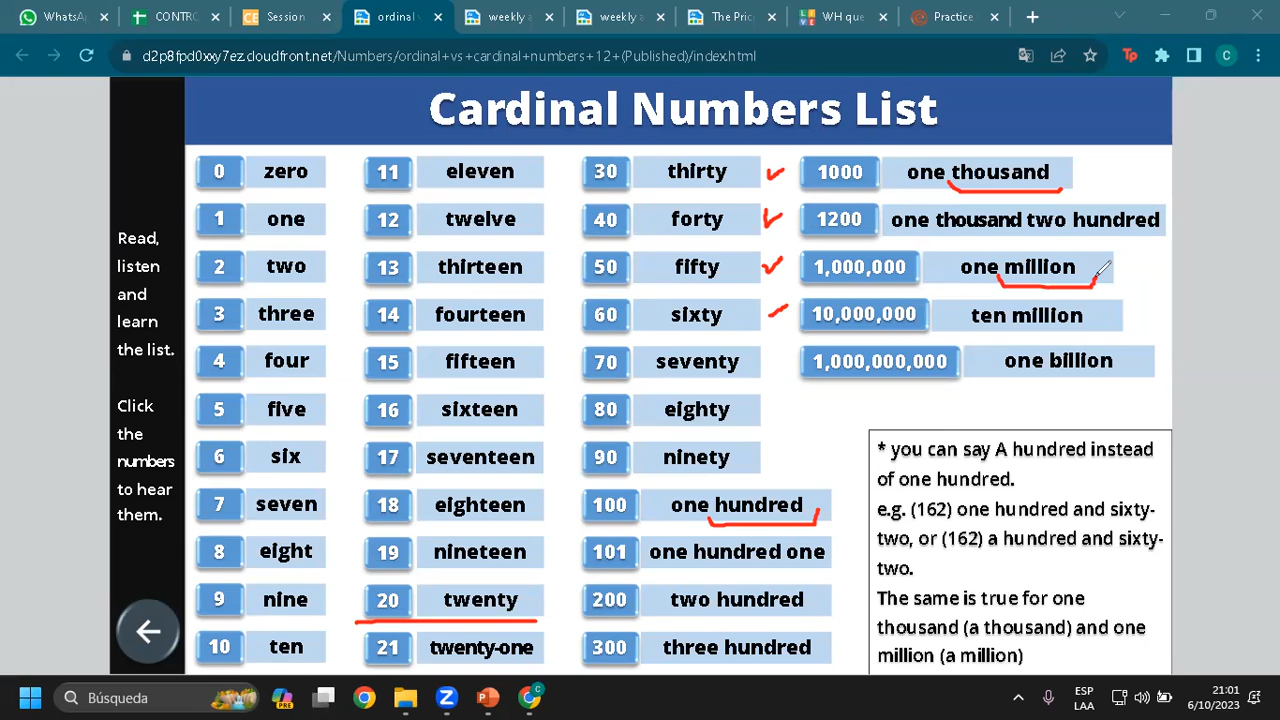 WhatsA
CONTRO
Session
ordinal v
weekly a
weekly a
The Pric
WH que
Practice
d2p8fpd0xxy7ez.cloudfront.net/Numbers/ordinal+vs+cardinal+numbers+12+(Published)/index.html
Cardinal Numbers List
Read,
listen
and
learn
the list.
Click
the
numbers
to hear
them.
0 zero
1 one
2 two
3 three
4 four
5 five
6 six
7 seven
8 eight
9 nine
10 ten
11 eleven
12 twelve
13 thirteen
14 fourteen
15 fifteen
16 sixteen
17 seventeen
18 eighteen
19 nineteen
20 twenty
21 twenty-one
30 thirty
40 forty
50 fifty
60 sixty
70 seventy
80 eighty
90 ninety
100 one hundred
101 one hundred one
200 two hundred
300 three hundred
1000 one thousand
1200 one thousand two hundred
1,000,000 one million
10,000,000 ten million
1,000,000,000 one billion
* you can say A hundred instead
of one hundred.
e.g. (162) one hundred and sixty-
two, or (162) a hundred and sixty-
two.
The same is true for one
thousand (a thousand) and one
million (a million)
Búsqueda
PRE
ESP
LAA
21:01
6/10/2023